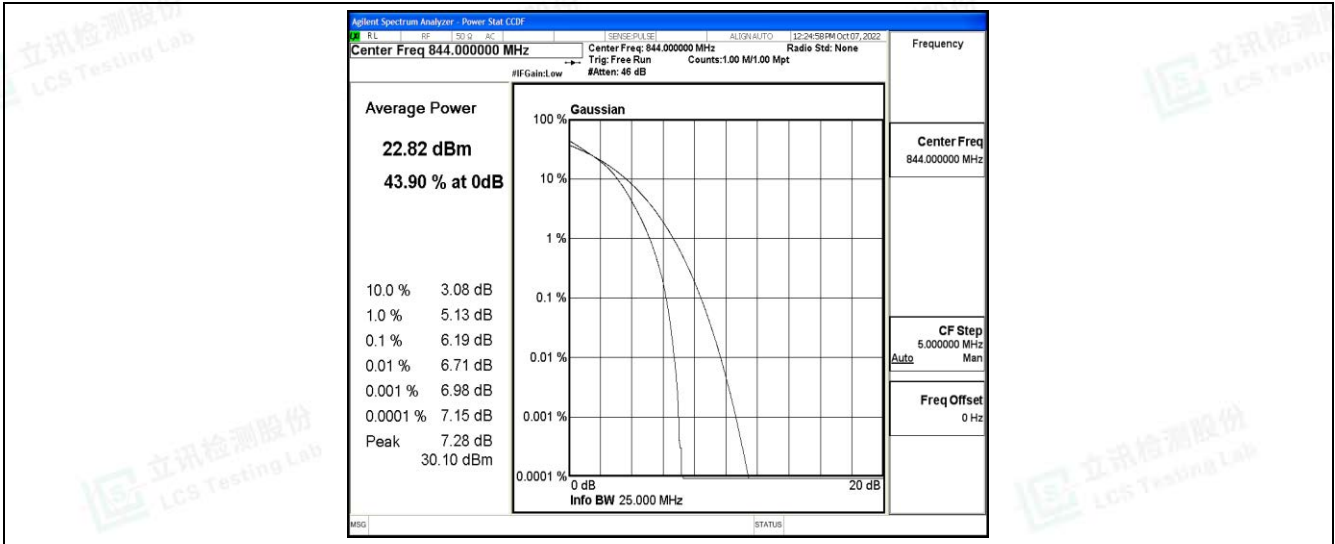 Agilent Spectrum Analyzer - Power Stat CCDF
RL RF 50 Ω AC SENSE:PULSE ALIGN AUTO 12:24:58 PM Oct 07, 2022
Center Freq 844.000000 MHz
Center Freq: 844.000000 MHz Radio Std: None
Trig: Free Run Counts:1.00 M/1.00 Mpt
#IFGain:Low #Atten: 46 dB
Frequency
Average Power
22.82 dBm
43.90 % at 0dB
10.0 % 3.08 dB
1.0 % 5.13 dB
0.1 % 6.19 dB
0.01 % 6.71 dB
0.001 % 6.98 dB
0.0001 % 7.15 dB
Peak 7.28 dB
30.10 dBm
Gaussian
100 %
10 %
1 %
0.1 %
0.01 %
0.001 %
0.0001 %
0 dB 20 dB
Info BW 25.000 MHz
Center Freq
844.000000 MHz
CF Step
5.000000 MHz
Auto Man
Freq Offset
0 Hz
MSG STATUS
立讯检测股份
LCS Testing Lab
立讯检测股份
LCS Testing Lab
立讯检测股份
LCS Testing Lab